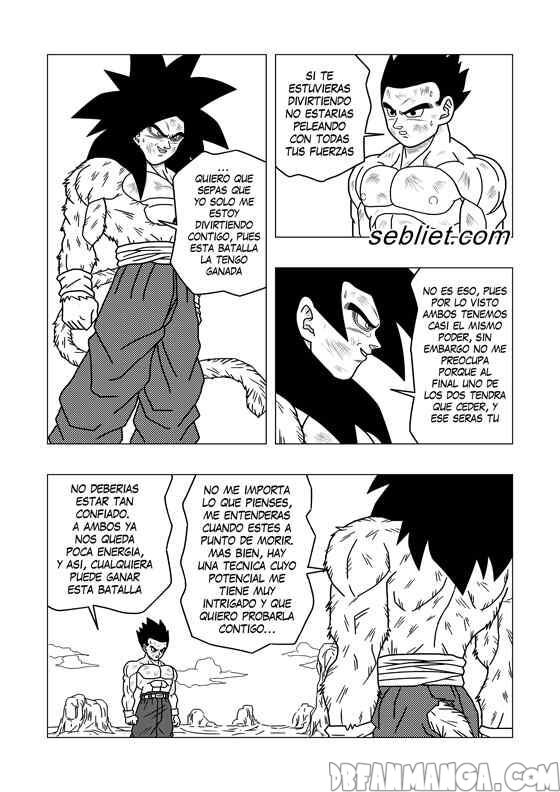 ...
QUIERO QUE
SEPAS QUE
YO SOLO ME
ESTOY
DIVIRTIENDO
CONTIGO, PUES
ESTA BATALLA
LA TENGO
GANADA
SI TE
ESTUVIERAS
DIVIRTIENDO
NO ESTARIAS
PELEANDO
CON TODAS
TUS FUERZAS
sebliet.com
NO ES ESO, PUES
POR LO VISTO
AMBOS TENEMOS
CASI EL MISMO
PODER, SIN
EMBARGO NO ME
PREOCUPA
PORQUE AL
FINAL UNO DE
LOS DOS TENDRA
QUE CEDER, Y
ESE SERAS TU
NO DEBERIAS
ESTAR TAN
CONFIADO.
A AMBOS YA
NOS QUEDA
POCA ENERGIA,
Y ASI, CUALQUIERA
PUEDE GANAR
ESTA BATALLA
NO ME IMPORTA
LO QUE PIENSES,
ME ENTENDERAS
CUANDO ESTES A
PUNTO DE MORIR.
MAS BIEN, HAY
UNA TECNICA CUYO
POTENCIAL ME
TIENE MUY
INTRIGADO Y QUE
QUIERO PROBARLA
CONTIGO...
DBFANMANGA.COM